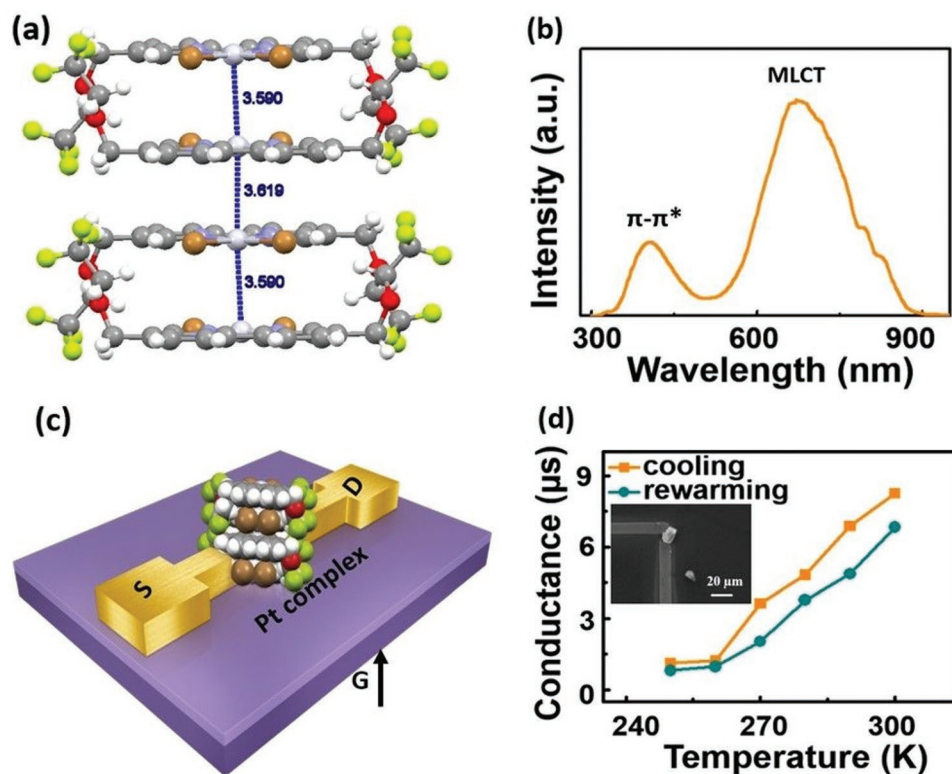 (a)
3.590
3.619
3.590
(b)
MLCT
π-π*
Intensity (a.u.)
300 600 900
Wavelength (nm)
(c)
S
D
Pt complex
G
(d)
cooling
rewarming
20 µm
Conductance (µs)
9
6
3
0
240 270 300
Temperature (K)